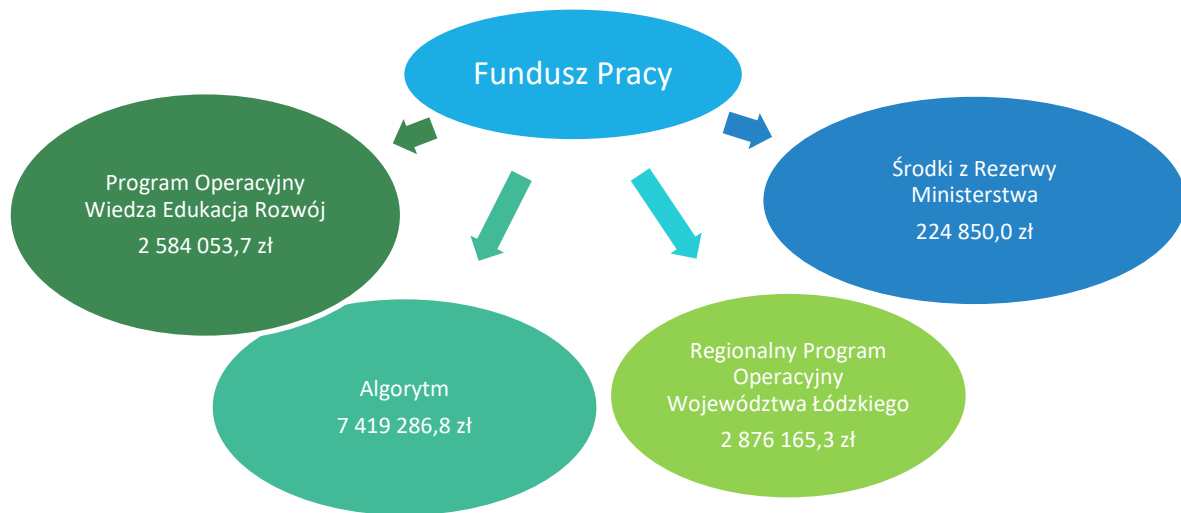 Fundusz Pracy
Program Operacyjny
Wiedza Edukacja Rozwój
2 584 053,7 zł
Środki z Rezerwy
Ministerstwa
224 850,0 zł
Algorytm
7 419 286,8 zł
Regionalny Program
Operacyjny
Województwa Łódzkiego
2 876 165,3 zł